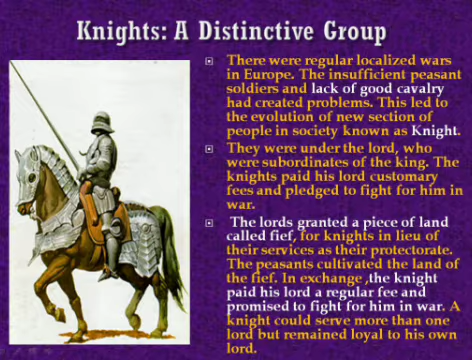 Knights: A Distinctive Group
There were regular localized wars
in Europe. The insufficient peasant
soldiers and lack of good cavalry
had created problems. This led to
the evolution of new section of
people in society known as Knight.
They were under the lord, who
were subordinates of the king. The
knights paid his lord customary
fees and pledged to fight for him in
war.
The lords granted a piece of land
called fief, for knights in lieu of
their services as their protectorate.
The peasants cultivated the land of
the fief. In exchange ,the knight
paid his lord a regular fee and
promised to fight for him in war. A
knight could serve more than one
lord but remained loyal to his own
lord.